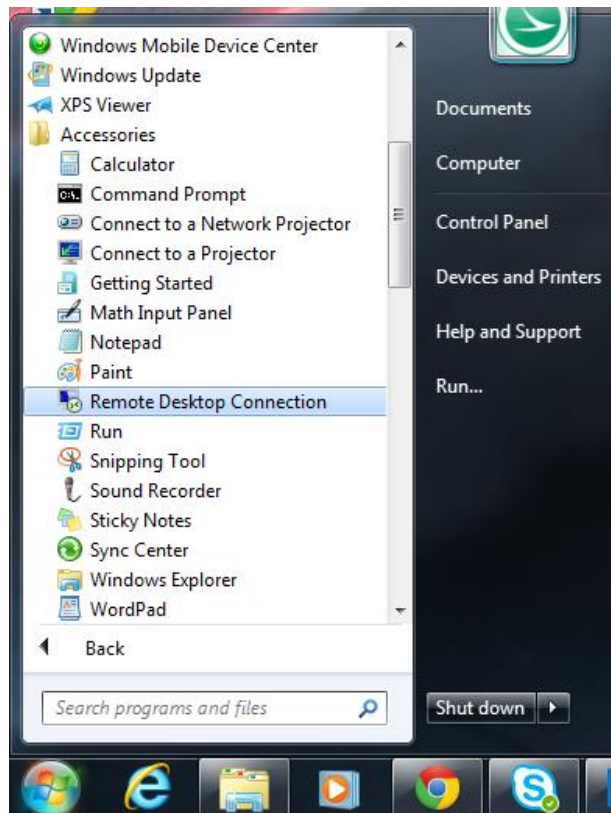 Windows Mobile Device Center
Windows Update
XPS Viewer
Accessories
Calculator
Command Prompt
Connect to a Network Projector
Connect to a Projector
Getting Started
Math Input Panel
Notepad
Paint
Remote Desktop Connection
Run
Snipping Tool
Sound Recorder
Sticky Notes
Sync Center
Windows Explorer
WordPad
Back
Search programs and files
Documents
Computer
Control Panel
Devices and Printers
Help and Support
Run...
Shut down